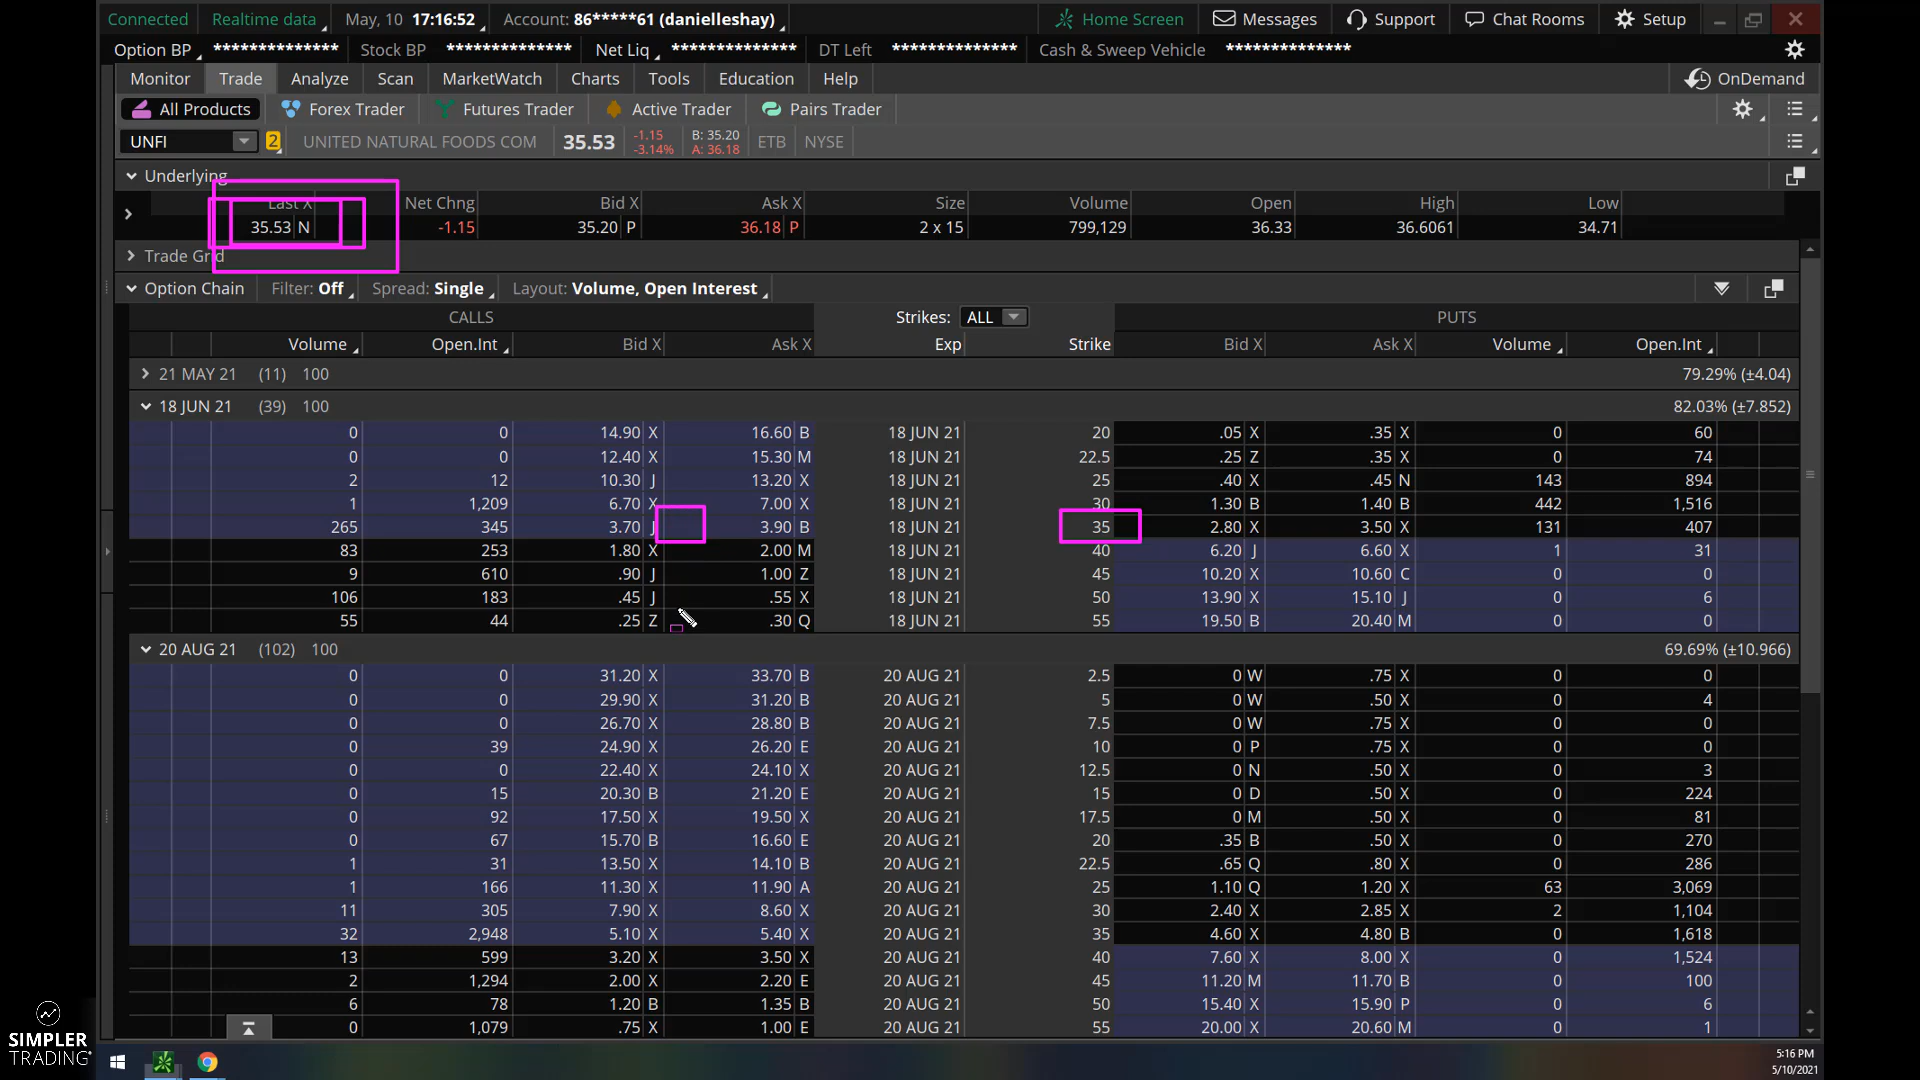 Connected Realtime data May, 10 17:16:52 Account: 86*****61 (danielleshay) Home Screen Messages Support Chat Rooms Setup
Option BP ************** Stock BP ************** Net Liq ************** DT Left ************** Cash & Sweep Vehicle **************
Monitor Trade Analyze Scan MarketWatch Charts Tools Education Help OnDemand
All Products Forex Trader Futures Trader Active Trader Pairs Trader
UNFI 2 UNITED NATURAL FOODS COM 35.53 -1.15 -3.14% B: 35.20 A: 36.18 ETB NYSE
Underlying
Last X Net Chng Bid X Ask X Size Volume Open High Low
35.53 N -1.15 35.20 P 36.18 P 2 x 15 799,129 36.33 36.6061 34.71
Trade Grid
Option Chain Filter: Off Spread: Single Layout: Volume, Open Interest
CALLS Strikes: ALL PUTS
Volume Open.Int Bid X Ask X Exp Strike Bid X Ask X Volume Open.Int
21 MAY 21 (11) 100 79.29% (±4.04)
18 JUN 21 (39) 100 82.03% (±7.852)
0 0 14.90 X 16.60 B 18 JUN 21 20 .05 X .35 X 0 60
0 0 12.40 X 15.30 M 18 JUN 21 22.5 .25 Z .35 X 0 74
2 12 10.30 J 13.20 X 18 JUN 21 25 .40 X .45 N 143 894
1 1,209 6.70 X 7.00 X 18 JUN 21 30 1.30 B 1.40 B 442 1,516
265 345 3.70 J 3.90 B 18 JUN 21 35 2.80 X 3.50 X 131 407
83 253 1.80 X 2.00 M 18 JUN 21 40 6.20 J 6.60 X 1 31
9 610 .90 J 1.00 Z 18 JUN 21 45 10.20 X 10.60 C 0 0
106 183 .45 J .55 X 18 JUN 21 50 13.90 X 15.10 J 0 6
55 44 .25 Z .30 Q 18 JUN 21 55 19.50 B 20.40 M 0 0
20 AUG 21 (102) 100 69.69% (±10.966)
0 0 31.20 X 33.70 B 20 AUG 21 2.5 0 W .75 X 0 0
0 0 29.90 X 31.20 B 20 AUG 21 5 0 W .50 X 0 4
0 0 26.70 X 28.80 B 20 AUG 21 7.5 0 W .75 X 0 0
0 39 24.90 X 26.20 E 20 AUG 21 10 0 P .75 X 0 0
0 0 22.40 X 24.10 X 20 AUG 21 12.5 0 N .50 X 0 3
0 15 20.30 B 21.20 E 20 AUG 21 15 0 D .50 X 0 224
0 92 17.50 X 19.50 X 20 AUG 21 17.5 0 M .50 X 0 81
0 67 15.70 B 16.60 E 20 AUG 21 20 .35 B .50 X 0 270
1 31 13.50 X 14.10 B 20 AUG 21 22.5 .65 Q .80 X 0 286
1 166 11.30 X 11.90 A 20 AUG 21 25 1.10 Q 1.20 X 63 3,069
11 305 7.90 X 8.60 X 20 AUG 21 30 2.40 X 2.85 X 2 1,104
32 2,948 5.10 X 5.40 X 20 AUG 21 35 4.60 X 4.80 B 0 1,618
13 599 3.20 X 3.50 X 20 AUG 21 40 7.60 X 8.00 X 0 1,524
2 1,294 2.00 X 2.20 E 20 AUG 21 45 11.20 M 11.70 B 0 100
6 78 1.20 B 1.35 B 20 AUG 21 50 15.40 X 15.90 P 0 6
0 1,079 .75 X 1.00 E 20 AUG 21 55 20.00 X 20.60 M 0 1
SIMPLER
TRADING
5:16 PM
5/10/2021